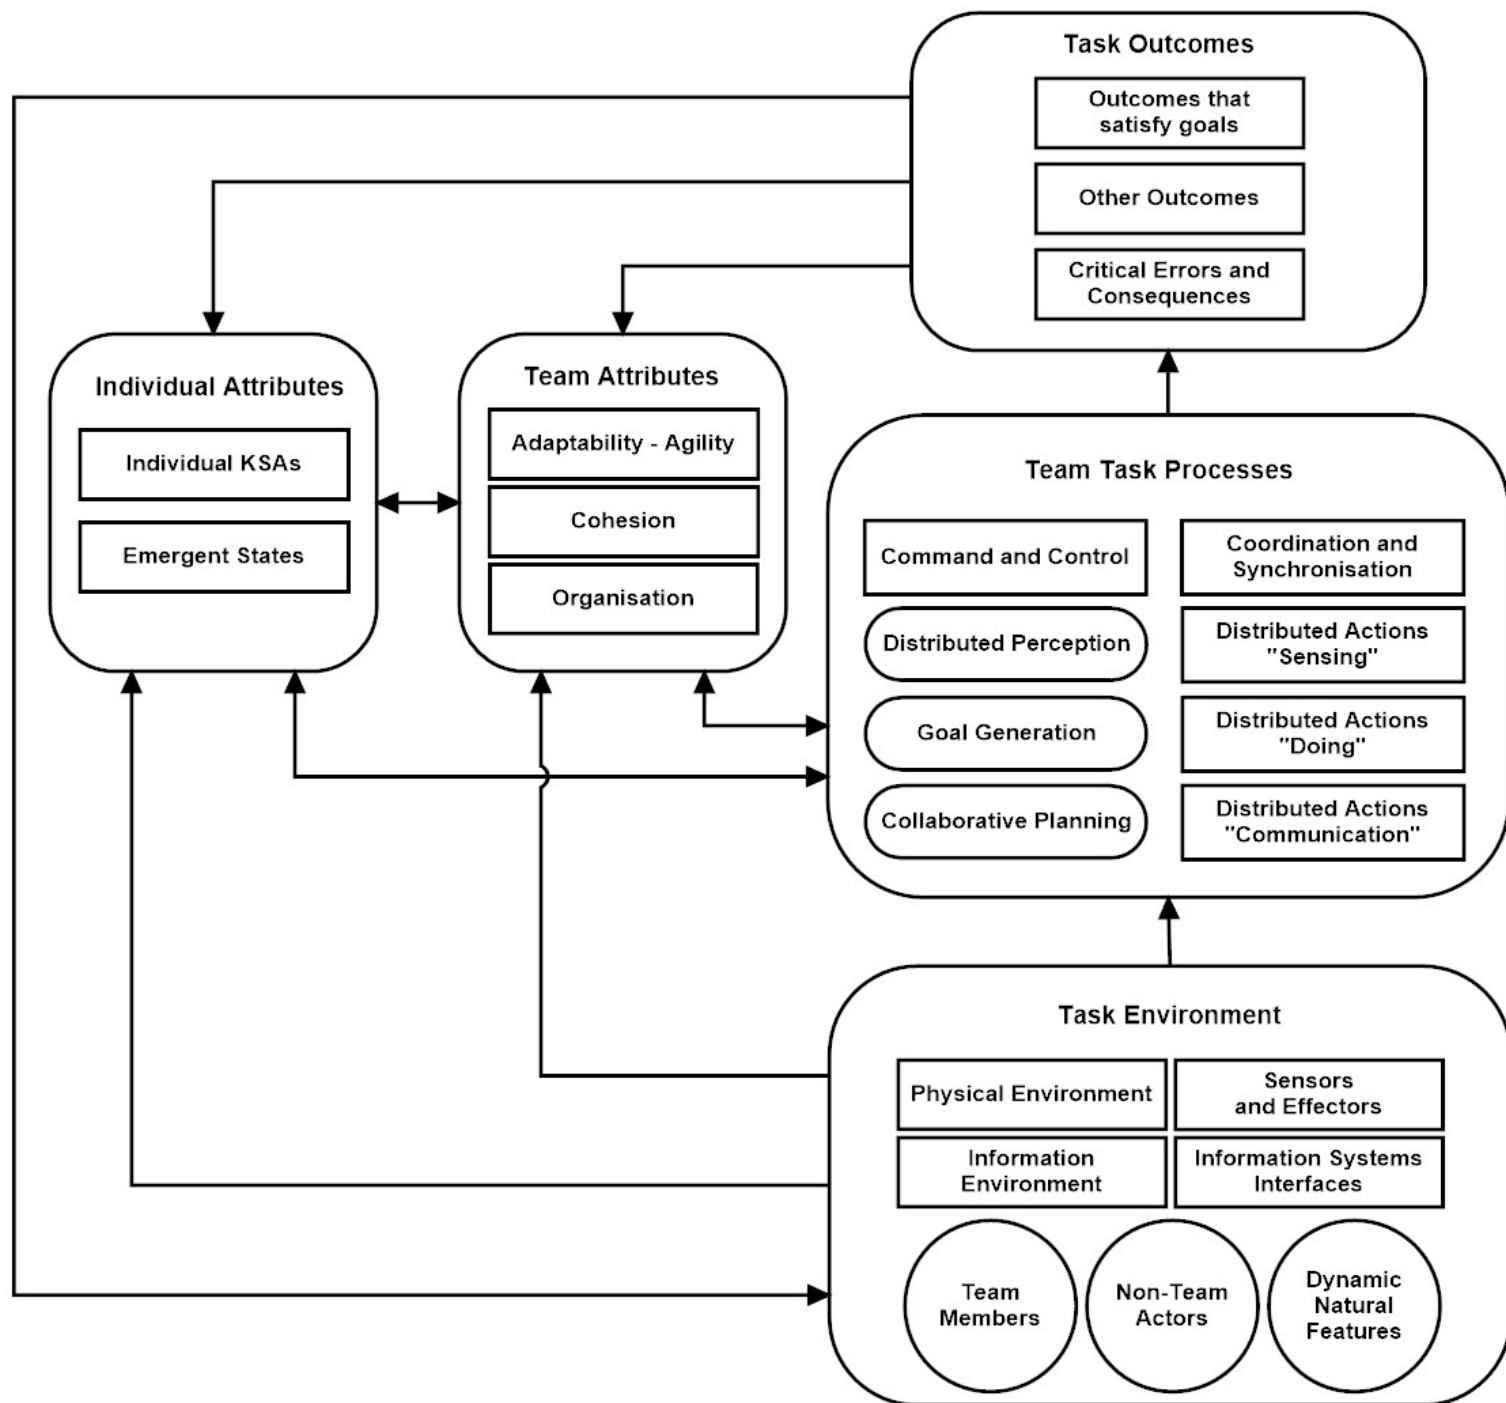 Task Outcomes
Outcomes that
satisfy goals
Other Outcomes
Critical Errors and
Consequences
Individual Attributes
Individual KSAs
Emergent States
Team Attributes
Adaptability - Agility
Cohesion
Organisation
Team Task Processes
Command and Control
Distributed Perception
Goal Generation
Collaborative Planning
Coordination and
Synchronisation
Distributed Actions
"Sensing"
Distributed Actions
"Doing"
Distributed Actions
"Communication"
Task Environment
Physical Environment
Sensors
and Effectors
Information
Environment
Information Systems
Interfaces
Team
Members
Non-Team
Actors
Dynamic
Natural
Features